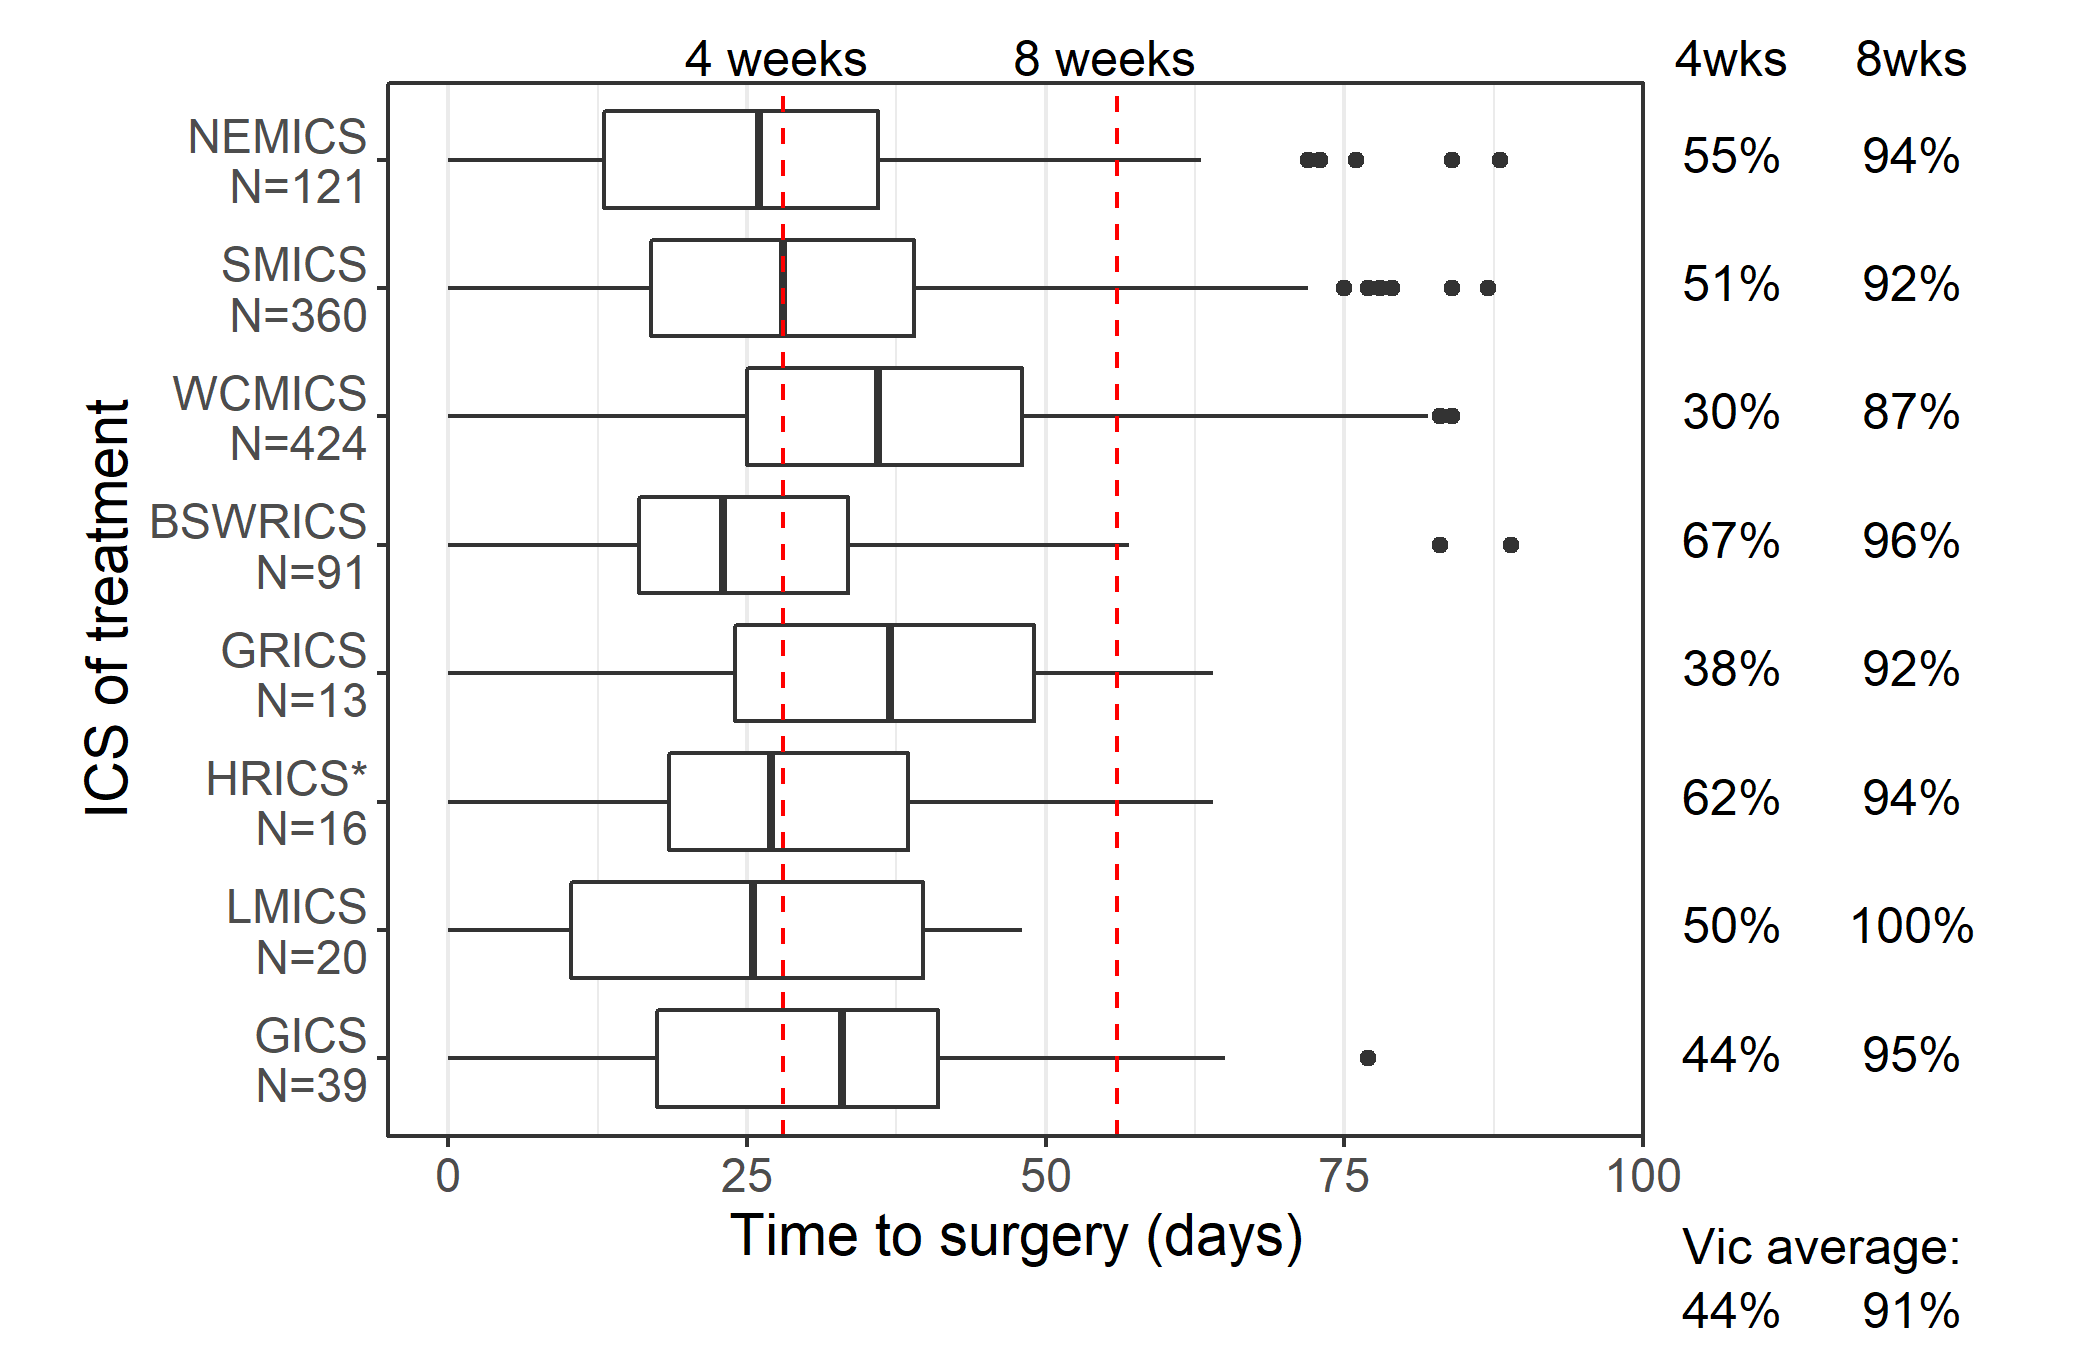 4 weeks 8 weeks 4wks 8wks
NEMICS
N=121
55% 94%
SMICS
N=360
51% 92%
WCMICS
N=424
30% 87%
BSWRICS
N=91
67% 96%
GRICS
N=13
38% 92%
HRICS*
N=16
62% 94%
LMICS
N=20
50% 100%
GICS
N=39
44% 95%
ICS of treatment
0 25 50 75 100
Time to surgery (days)
Vic average:
44% 91%